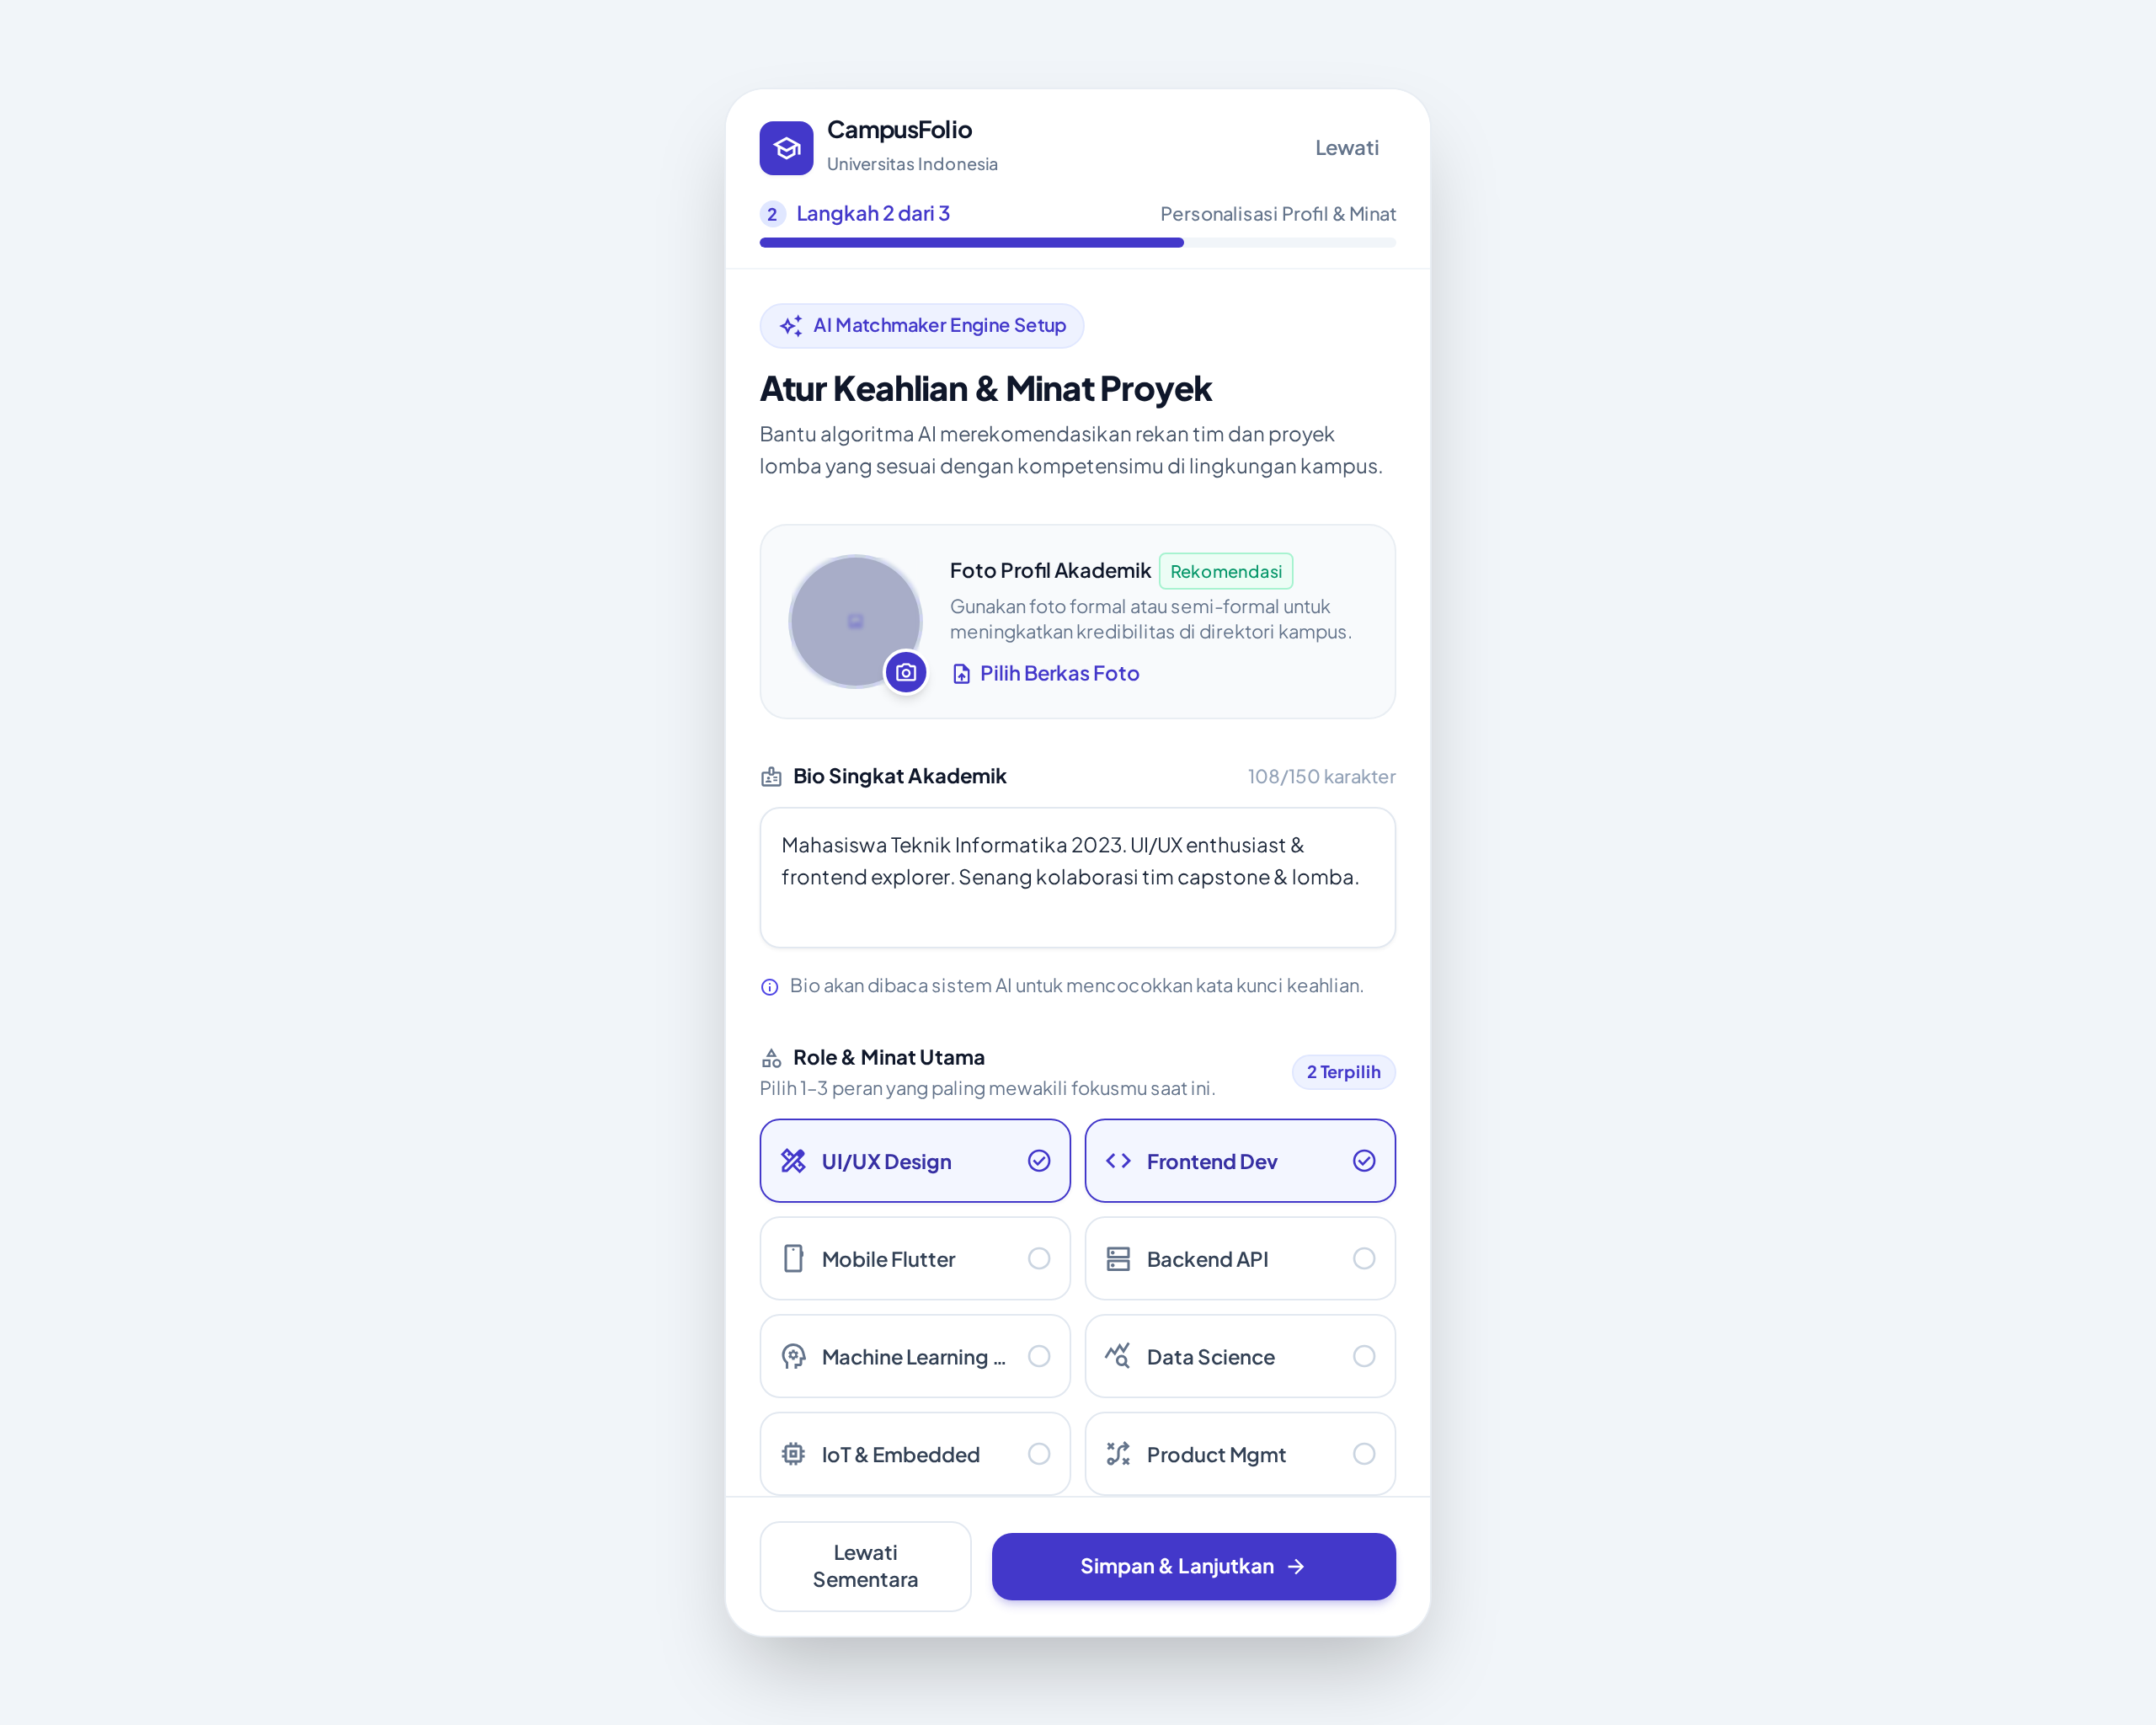 CampusFolio
Universitas Indonesia
Lewati
2 Langkah 2 dari 3
Personalisasi Profil & Minat
AI Matchmaker Engine Setup
Atur Keahlian & Minat Proyek
Bantu algoritma AI merekomendasikan rekan tim dan proyek
lomba yang sesuai dengan kompetensimu di lingkungan kampus.
Foto Profil Akademik Rekomendasi
Gunakan foto formal atau semi-formal untuk
meningkatkan kredibilitas di direktori kampus.
Pilih Berkas Foto
Bio Singkat Akademik
108/150 karakter
Mahasiswa Teknik Informatika 2023. UI/UX enthusiast &
frontend explorer. Senang kolaborasi tim capstone & lomba.
Bio akan dibaca sistem AI untuk mencocokkan kata kunci keahlian.
Role & Minat Utama
Pilih 1–3 peran yang paling mewakili fokusmu saat ini.
2 Terpilih
UI/UX Design
Frontend Dev
Mobile Flutter
Backend API
Machine Learning ...
Data Science
IoT & Embedded
Product Mgmt
Lewati
Sementara
Simpan & Lanjutkan